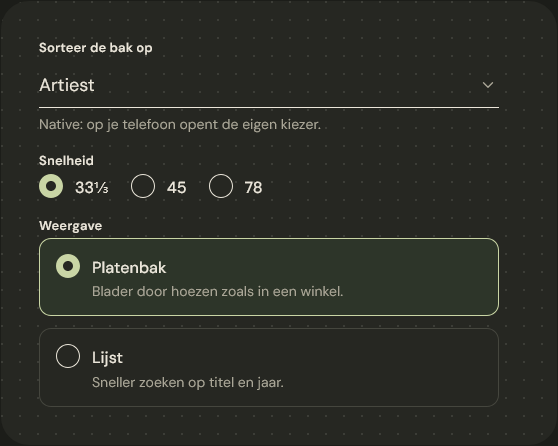 Sorteer de bak op
Artiest
Native: op je telefoon opent de eigen kiezer.
Snelheid
33⅓ 45 78
Weergave
Platenbak
Blader door hoezen zoals in een winkel.
Lijst
Sneller zoeken op titel en jaar.